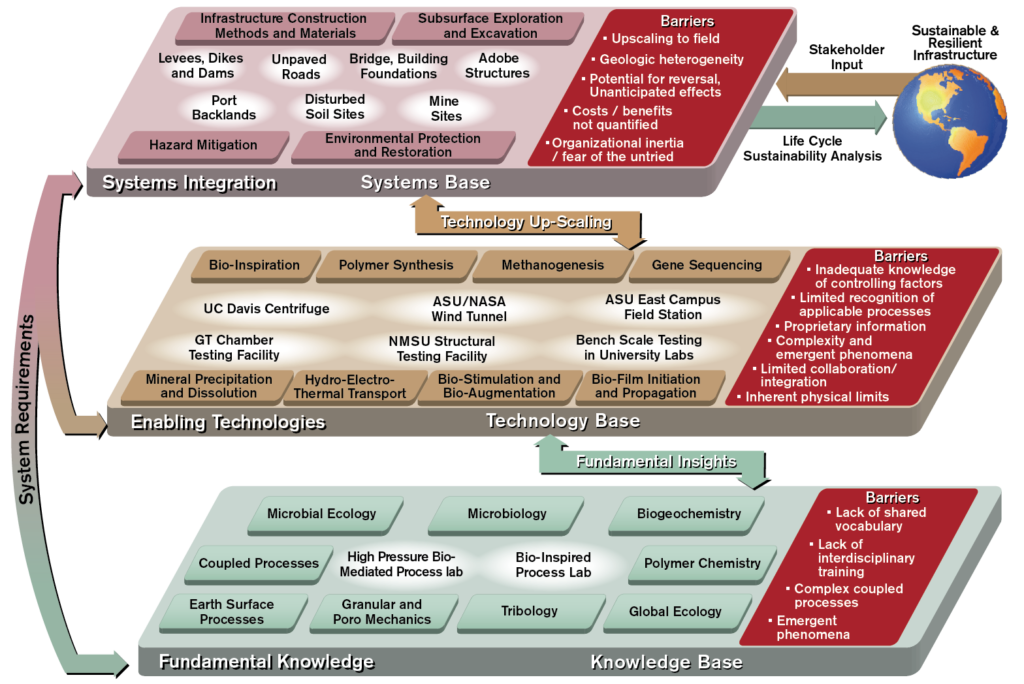 Infrastructure Construction
Methods and Materials
Subsurface Exploration
and Excavation
Levees, Dikes
and Dams
Unpaved
Roads
Bridge, Building
Foundations
Adobe
Structures
Port
Backlands
Disturbed
Soil Sites
Mine
Sites
Hazard Mitigation
Environmental Protection
and Restoration
Barriers
▪ Upscaling to field
▪ Geologic heterogeneity
▪ Potential for reversal,
Unanticipated effects
▪ Costs / benefits
not quantified
▪ Organizational inertia
/ fear of the untried
Systems Integration
Systems Base
Stakeholder
Input
Sustainable &
Resilient
Infrastructure
Life Cycle
Sustainability Analysis
Technology Up-Scaling
Bio-Inspiration
Polymer Synthesis
Methanogenesis
Gene Sequencing
UC Davis Centrifuge
ASU/NASA
Wind Tunnel
ASU East Campus
Field Station
GT Chamber
Testing Facility
NMSU Structural
Testing Facility
Bench Scale Testing
in University Labs
Mineral Precipitation
and Dissolution
Hydro-Electro-
Thermal Transport
Bio-Stimulation and
Bio-Augmentation
Bio-Film Initiation
and Propagation
Barriers
▪ Inadequate knowledge
of controlling factors
▪ Limited recognition of
applicable processes
▪ Proprietary information
▪ Complexity and
emergent phenomena
▪ Limited collaboration/
integration
▪ Inherent physical limits
Enabling Technologies
Technology Base
System Requirements
Fundamental Insights
Microbial Ecology
Microbiology
Biogeochemistry
Coupled Processes
High Pressure Bio-
Mediated Process lab
Bio-Inspired
Process Lab
Polymer Chemistry
Earth Surface
Processes
Granular and
Poro Mechanics
Tribology
Global Ecology
Barriers
▪ Lack of shared
vocabulary
▪ Lack of
interdisciplinary
training
▪ Complex coupled
processes
▪ Emergent
phenomena
Fundamental Knowledge
Knowledge Base